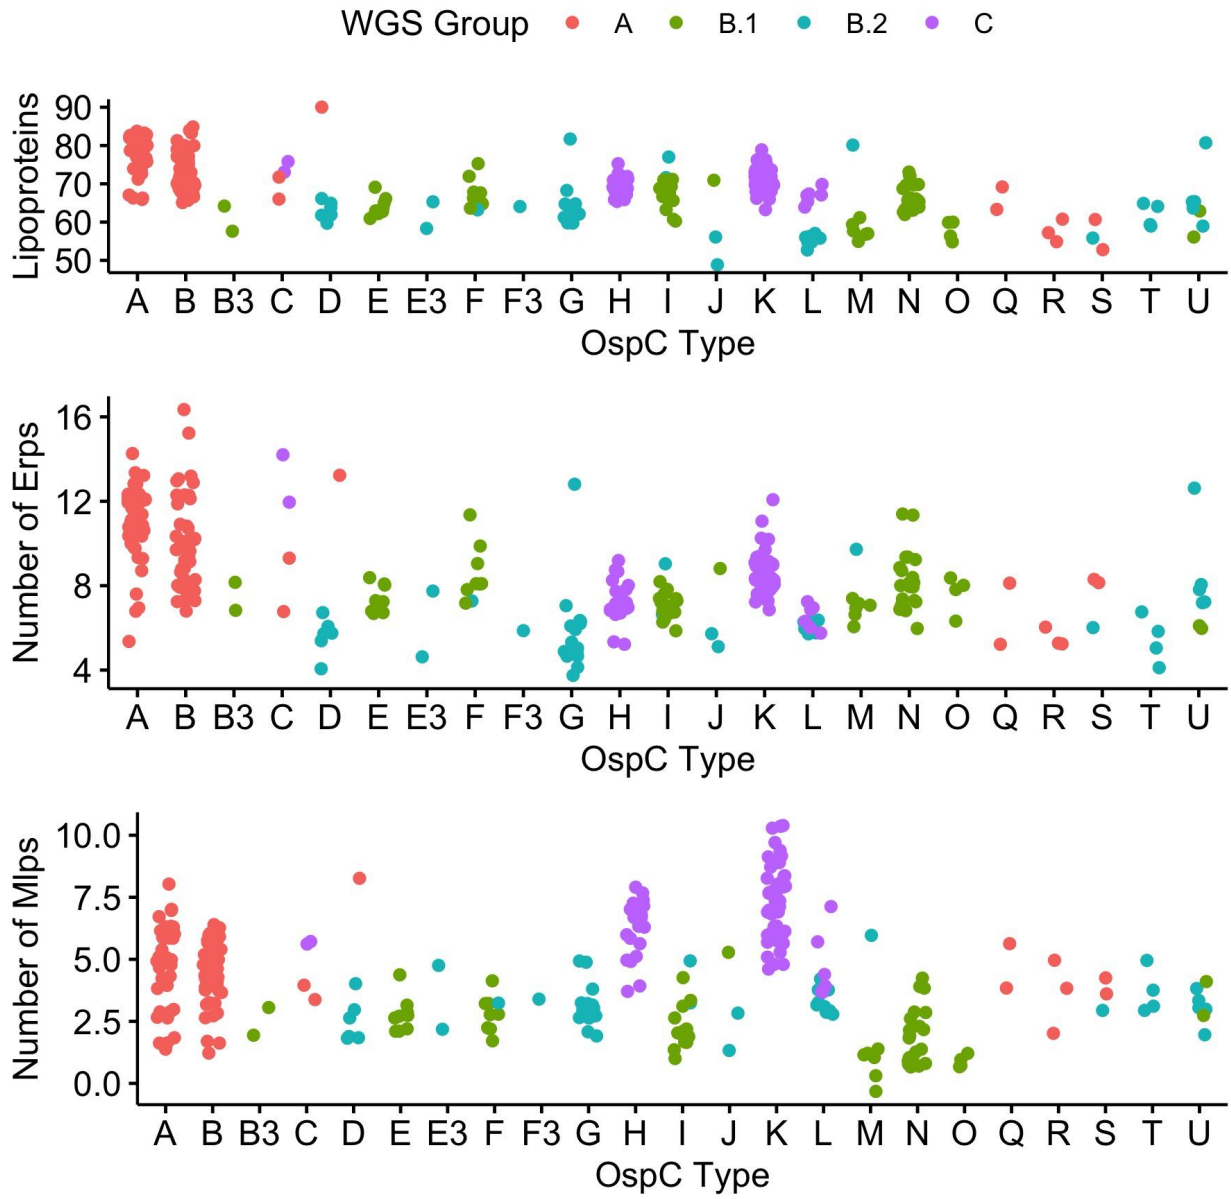 WGS Group A B.1 B.2 C
Lipoproteins
90
80
70
60
50
A B B3 C D E E3 F F3 G H I J K L M N O Q R S T U
OspC Type
Number of Erps
16
12
8
4
A B B3 C D E E3 F F3 G H I J K L M N O Q R S T U
OspC Type
Number of Mlps
10.0
7.5
5.0
2.5
0.0
A B B3 C D E E3 F F3 G H I J K L M N O Q R S T U
OspC Type